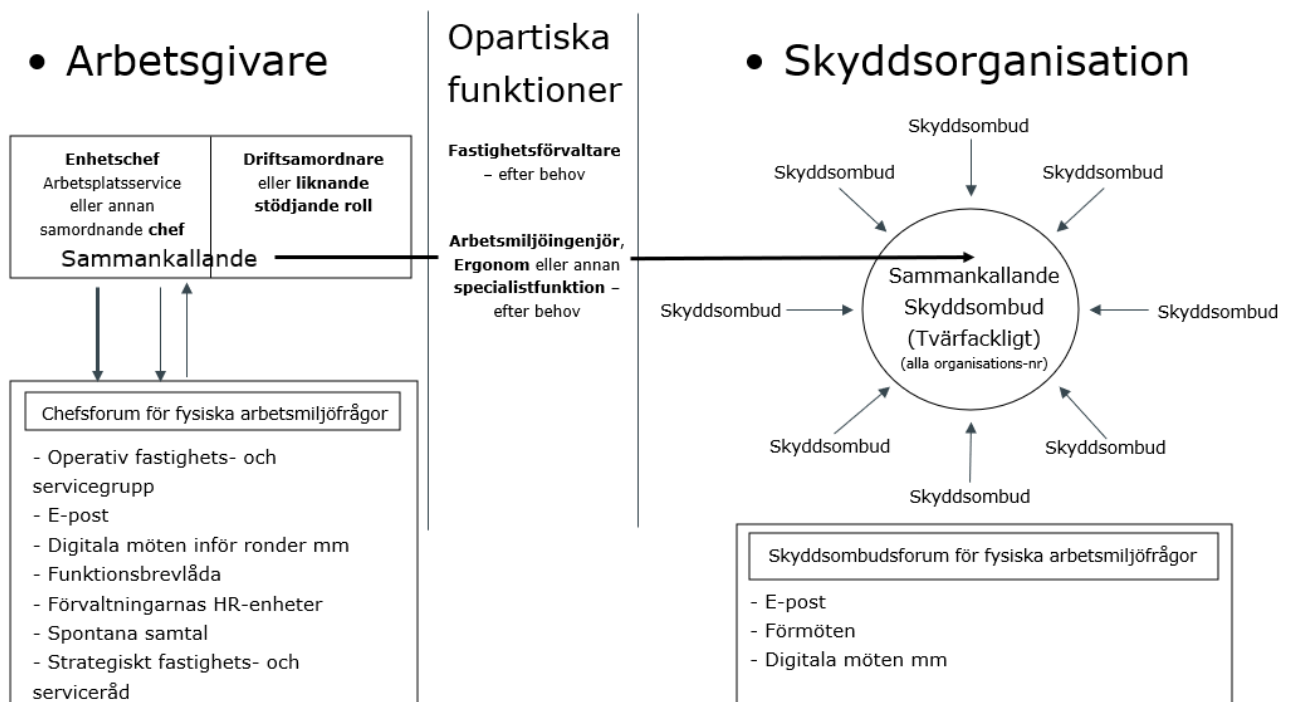 • Arbetsgivare
Enhetschef
Arbetsplatsservice
eller annan
samordnande chef
Driftsamordnare
eller liknande
stödjande roll
Sammankallande
Chefsforum för fysiska arbetsmiljöfrågor
- Operativ fastighets- och
servicegrupp
- E-post
- Digitala möten inför ronder mm
- Funktionsbrevlåda
- Förvaltningarnas HR-enheter
- Spontana samtal
- Strategiskt fastighets- och
serviceråd
Opartiska
funktioner
Fastighetsförvaltare
– efter behov
Arbetsmiljöingenjör,
Ergonom eller annan
specialistfunktion –
efter behov
• Skyddsorganisation
Skyddsombud
Skyddsombud
Skyddsombud
Skyddsombud
Sammankallande
Skyddsombud
(Tvärfackligt)
(alla organisations-nr)
Skyddsombud
Skyddsombud
Skyddsombud
Skyddsombud
Skyddsombudsforum för fysiska arbetsmiljöfrågor
- E-post
- Förmöten
- Digitala möten mm